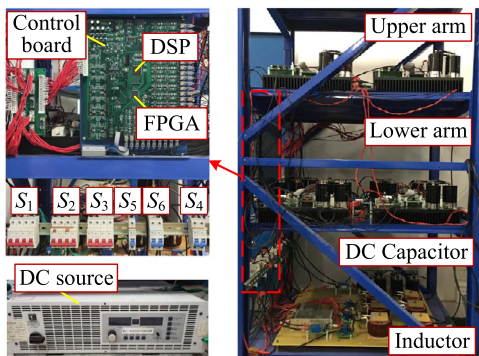 Control
board
DSP
FPGA
S1 S2 S3 S5 S6 S4
DC source
Upper arm
Lower arm
DC Capacitor
Inductor